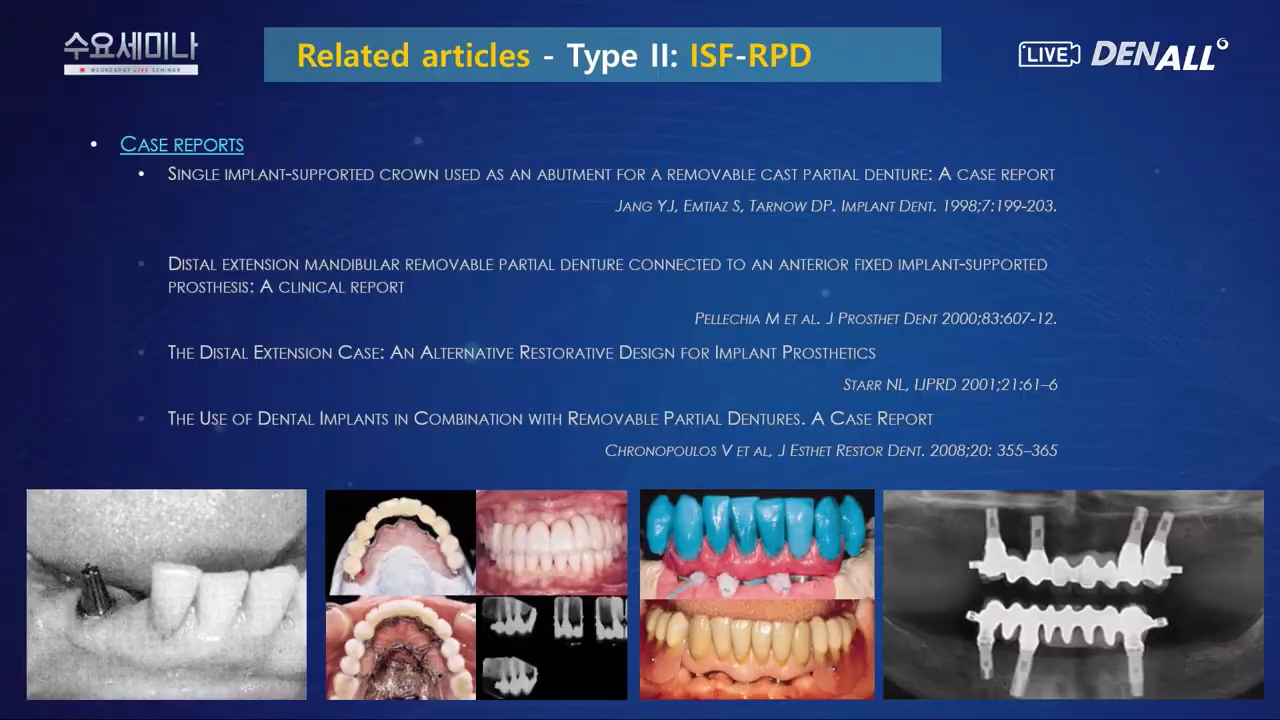 수요세미나
WEDNESDAY LIVE SEMINAR
Related articles - Type II: ISF-RPD
LIVE
DENALL
• CASE REPORTS
• SINGLE IMPLANT-SUPPORTED CROWN USED AS AN ABUTMENT FOR A REMOVABLE CAST PARTIAL DENTURE: A CASE REPORT
JANG YJ, EMTIAZ S, TARNOW DP. IMPLANT DENT. 1998;7:199-203.
• DISTAL EXTENSION MANDIBULAR REMOVABLE PARTIAL DENTURE CONNECTED TO AN ANTERIOR FIXED IMPLANT-SUPPORTED
PROSTHESIS: A CLINICAL REPORT
PELLECHIA M ET AL. J PROSTHET DENT 2000;83:607-12.
• THE DISTAL EXTENSION CASE: AN ALTERNATIVE RESTORATIVE DESIGN FOR IMPLANT PROSTHETICS
STARR NL, IJPRD 2001;21:61–6
• THE USE OF DENTAL IMPLANTS IN COMBINATION WITH REMOVABLE PARTIAL DENTURES. A CASE REPORT
CHRONOPOULOS V ET AL, J ESTHET RESTOR DENT. 2008;20: 355–365